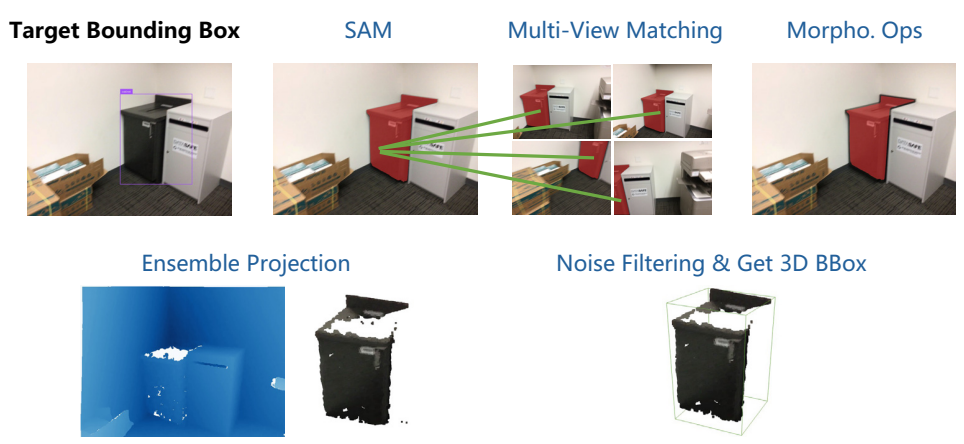 Target Bounding Box
SAM
Multi-View Matching
Morpho. Ops
Ensemble Projection
Noise Filtering & Get 3D BBox